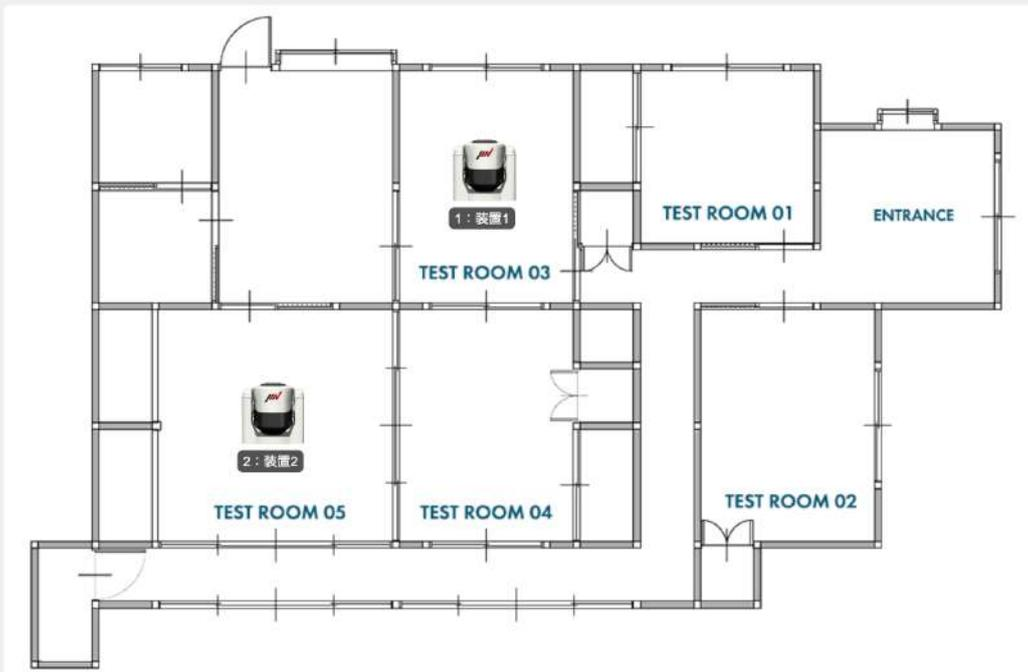 1：装置1
TEST ROOM 01
ENTRANCE
TEST ROOM 03
2：装置2
TEST ROOM 05
TEST ROOM 04
TEST ROOM 02